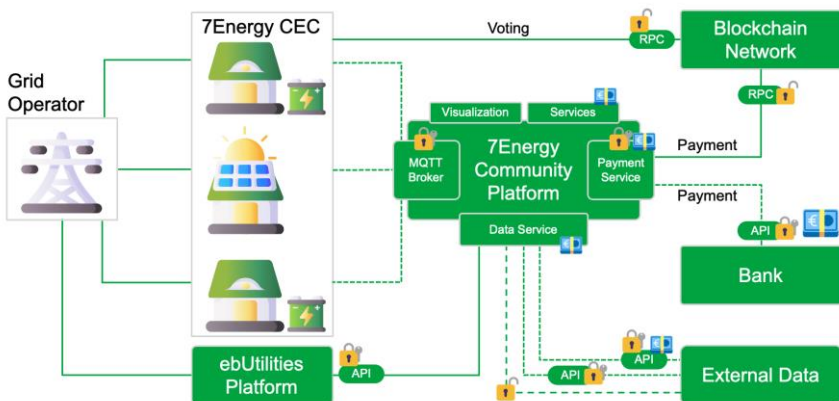 7Energy CEC
Voting
RPC
Blockchain
Network
Grid
Operator
RPC
Visualization
Services
MQTT
Broker
7Energy
Community
Platform
Payment
Service
Payment
Payment
Data Service
API
Bank
ebUtilities
Platform
API
API
API
External Data